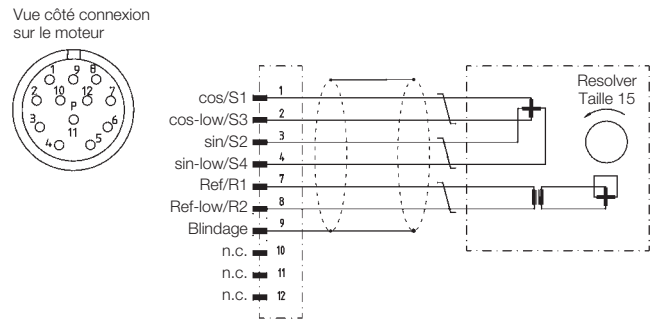 Vue côté connexion
sur le moteur
1 9 8
2 10 12 7
P
3 11 6
4 5
cos/S1 1
cos-low/S3 2
sin/S2 3
sin-low/S4 4
Ref/R1 7
Ref-low/R2 8
Blindage 9
n.c. 10
n.c. 11
n.c. 12
Resolver
Taille 15